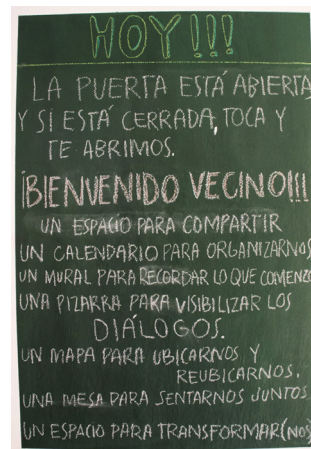 HOY!!!
LA PUERTA ESTÁ ABIERTA
Y SI ESTÁ CERRADA, TOCA Y
TE ABRIMOS.
¡BIENVENIDO VECINO!!!
UN ESPACIO PARA COMPARTIR
UN CALENDARIO PARA ORGANIZARNOS
UN MURAL PARA RECORDAR LO QUE COMENZÓ
UNA PIZARRA PARA VISIBILIZAR LOS
DIÁLOGOS.
UN MAPA PARA UBICARNOS Y
REUBICARNOS.
UNA MESA PARA SENTARNOS JUNTOS
UN ESPACIO PARA TRANSFORMAR(NOS)